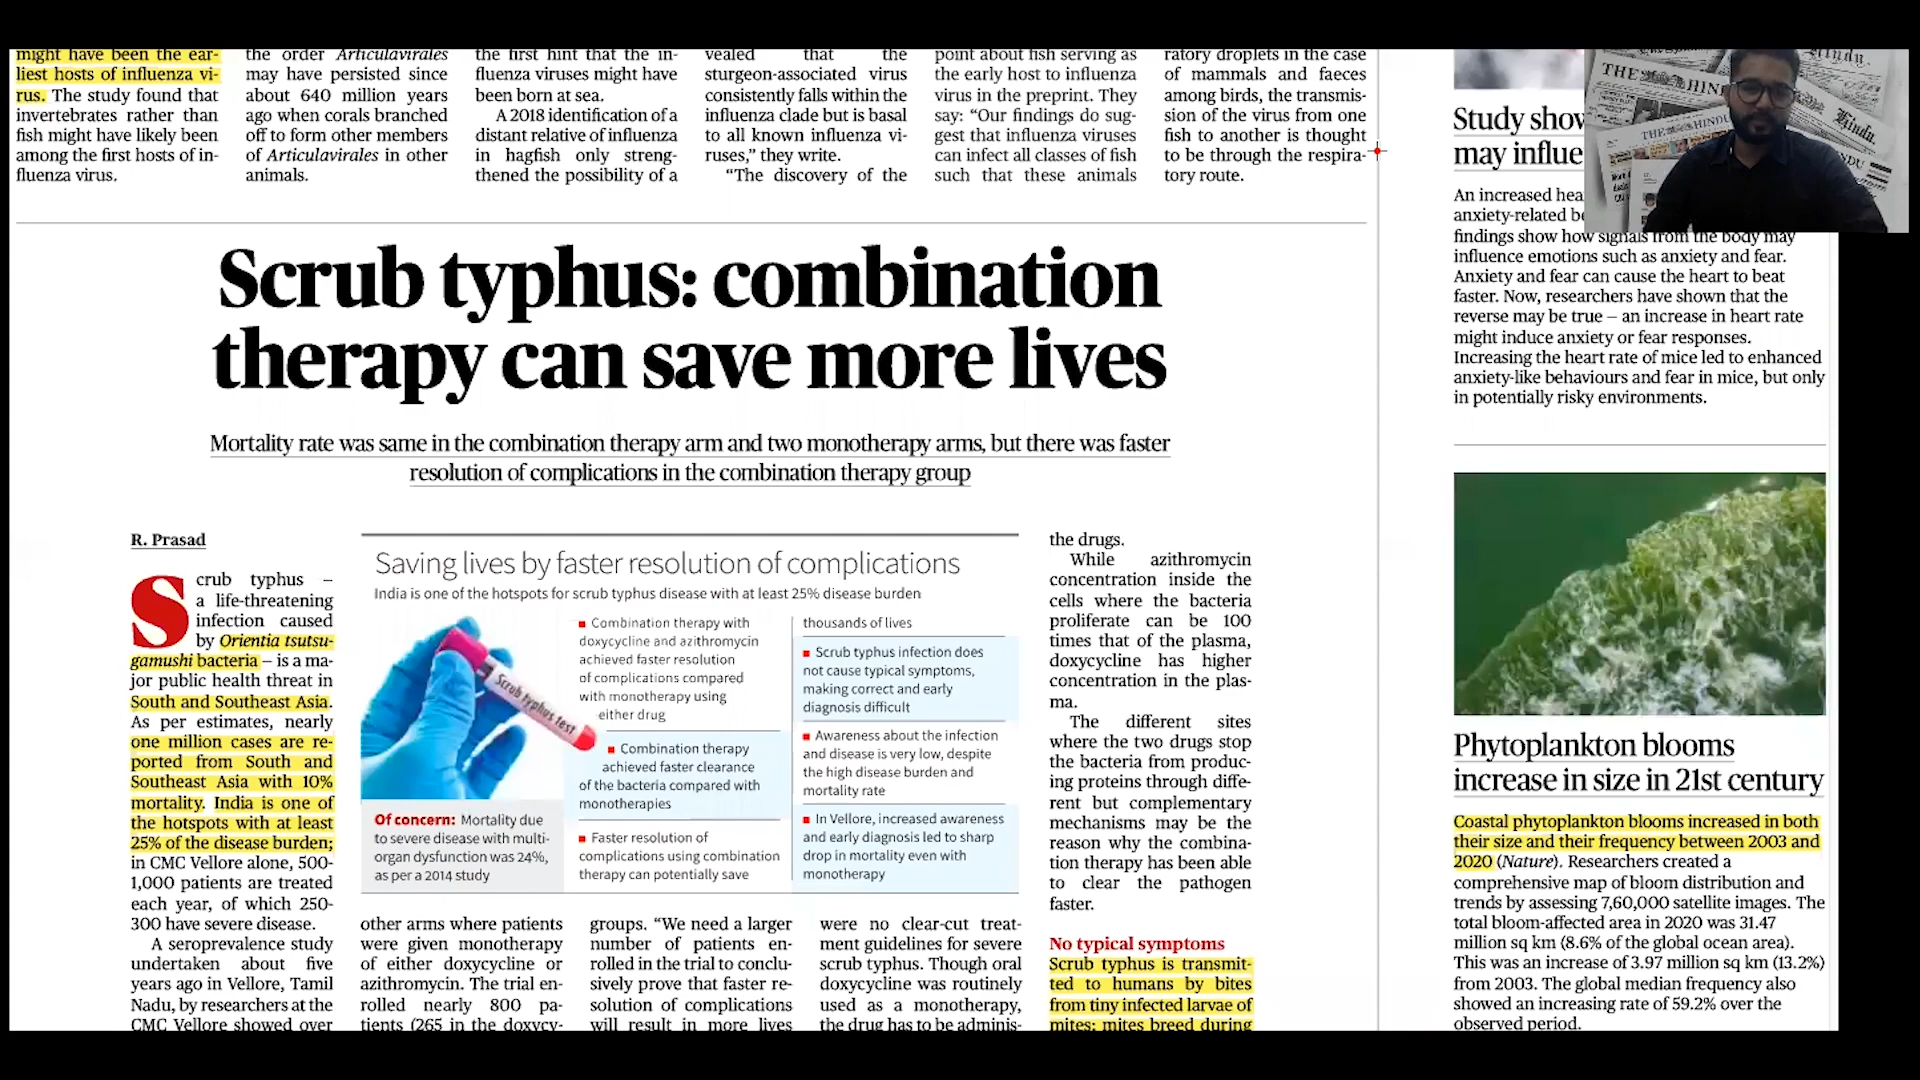 might have been the ear-
liest hosts of influenza vi-
rus. The study found that
invertebrates rather than
fish might have likely been
among the first hosts of in-
fluenza virus.
the order Articulavirales
may have persisted since
about 640 million years
ago when corals branched
off to form other members
of Articulavirales in other
animals.
the first hint that the in-
fluenza viruses might have
been born at sea.
A 2018 identification of a
distant relative of influenza
in hagfish only streng-
thened the possibility of a
vealed that the
sturgeon-associated virus
consistently falls within the
influenza clade but is basal
to all known influenza vi-
ruses,” they write.
“The discovery of the
point about fish serving as
the early host to influenza
virus in the preprint. They
say: “Our findings do sug-
gest that influenza viruses
can infect all classes of fish
such that these animals
ratory droplets in the case
of mammals and faeces
among birds, the transmis-
sion of the virus from one
fish to another is thought
to be through the respira-
tory route.
Scrub typhus: combination
therapy can save more lives
Mortality rate was same in the combination therapy arm and two monotherapy arms, but there was faster
resolution of complications in the combination therapy group
R. Prasad
Scrub typhus –
a life-threatening
infection caused
by Orientia tsutsu-
gamushi bacteria – is a ma-
jor public health threat in
South and Southeast Asia.
As per estimates, nearly
one million cases are re-
ported from South and
Southeast Asia with 10%
mortality. India is one of
the hotspots with at least
25% of the disease burden;
in CMC Vellore alone, 500-
1,000 patients are treated
each year, of which 250-
300 have severe disease.
A seroprevalence study
undertaken about five
years ago in Vellore, Tamil
Nadu, by researchers at the
CMC Vellore showed over
Saving lives by faster resolution of complications
India is one of the hotspots for scrub typhus disease with at least 25% disease burden
Scrub typhus test
Of concern: Mortality due
to severe disease with multi-
organ dysfunction was 24%,
as per a 2014 study
Combination therapy with
doxycycline and azithromycin
achieved faster resolution
of complications compared
with monotherapy using
either drug
Combination therapy
achieved faster clearance
of the bacteria compared with
monotherapies
Faster resolution of
complications using combination
therapy can potentially save
thousands of lives
Scrub typhus infection does
not cause typical symptoms,
making correct and early
diagnosis difficult
Awareness about the infection
and disease is very low, despite
the high disease burden and
mortality rate
In Vellore, increased awareness
and early diagnosis led to sharp
drop in mortality even with
monotherapy
other arms where patients
were given monotherapy
of either doxycycline or
azithromycin. The trial en-
rolled nearly 800 pa-
tients (265 in the doxycy-
groups. “We need a larger
number of patients en-
rolled in the trial to conclu-
sively prove that faster re-
solution of complications
will result in more lives
were no clear-cut treat-
ment guidelines for severe
scrub typhus. Though oral
doxycycline was routinely
used as a monotherapy,
the drug has to be adminis-
the drugs.
While azithromycin
concentration inside the
cells where the bacteria
proliferate can be 100
times that of the plasma,
doxycycline has higher
concentration in the plas-
ma.
The different sites
where the two drugs stop
the bacteria from produc-
ing proteins through diffe-
rent but complementary
mechanisms may be the
reason why the combina-
tion therapy has been able
to clear the pathogen
faster.
No typical symptoms
Scrub typhus is transmit-
ted to humans by bites
from tiny infected larvae of
mites; mites breed during
Study show
may influe
An increased hea
anxiety-related be
findings show how signals from the body may
influence emotions such as anxiety and fear.
Anxiety and fear can cause the heart to beat
faster. Now, researchers have shown that the
reverse may be true – an increase in heart rate
might induce anxiety or fear responses.
Increasing the heart rate of mice led to enhanced
anxiety-like behaviours and fear in mice, but only
in potentially risky environments.
Phytoplankton blooms
increase in size in 21st century
Coastal phytoplankton blooms increased in both
their size and their frequency between 2003 and
2020 (Nature). Researchers created a
comprehensive map of bloom distribution and
trends by assessing 7,60,000 satellite images. The
total bloom-affected area in 2020 was 31.47
million sq km (8.6% of the global ocean area).
This was an increase of 3.97 million sq km (13.2%)
from 2003. The global median frequency also
showed an increasing rate of 59.2% over the
observed period.
THE HIN
THE HINDU
Hindu.
Hindu.